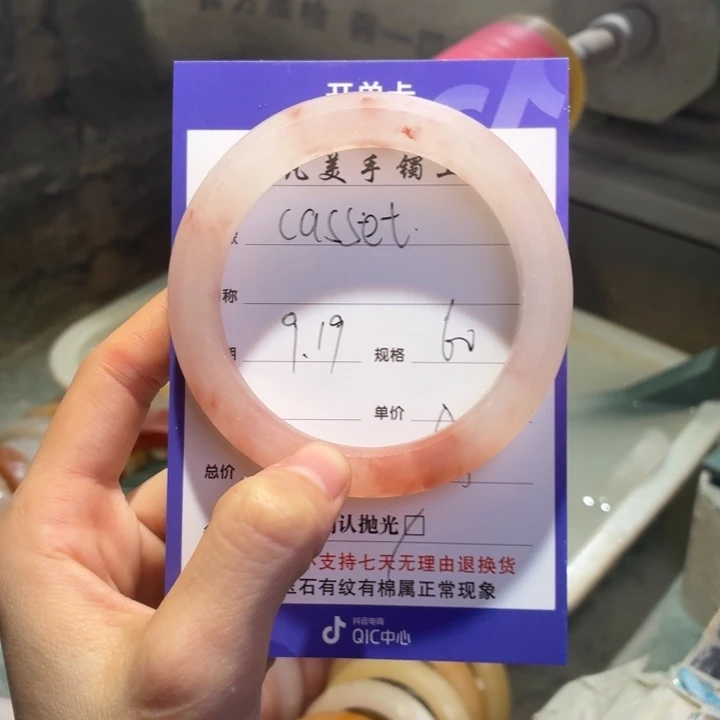 开单卡
美手镯
casset.
称
9.19 规格 60
单价
总价
认抛光□
支持七天无理由退换货
石有纹有棉属正常现象
抖音电商
QIC中心